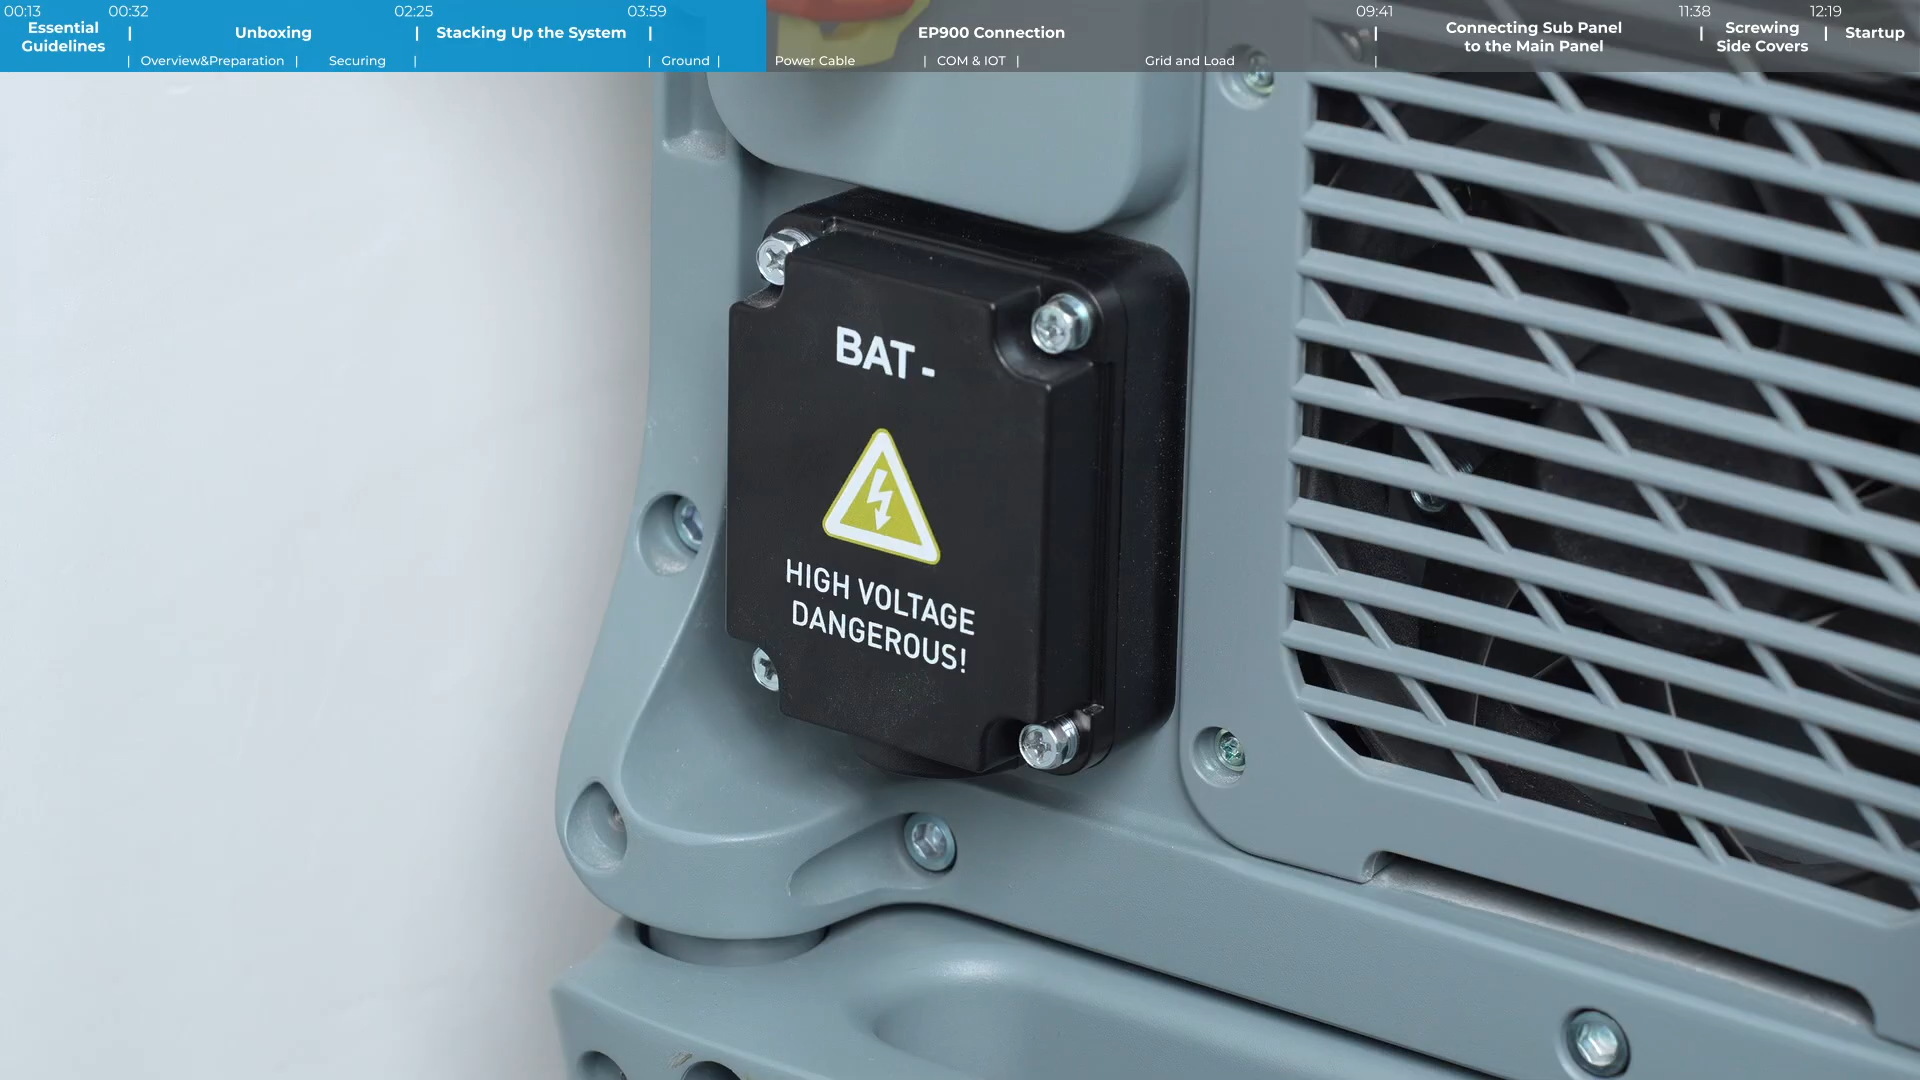 00:13
00:32
02:25
03:59
09:41
11:38
12:19
Essential
Guidelines
Unboxing
Stacking Up the System
EP900 Connection
Connecting Sub Panel
to the Main Panel
Screwing
Side Covers
Startup
Overview&Preparation
Securing
Ground
Power Cable
COM & IOT
Grid and Load
BAT -
HIGH VOLTAGE
DANGEROUS!